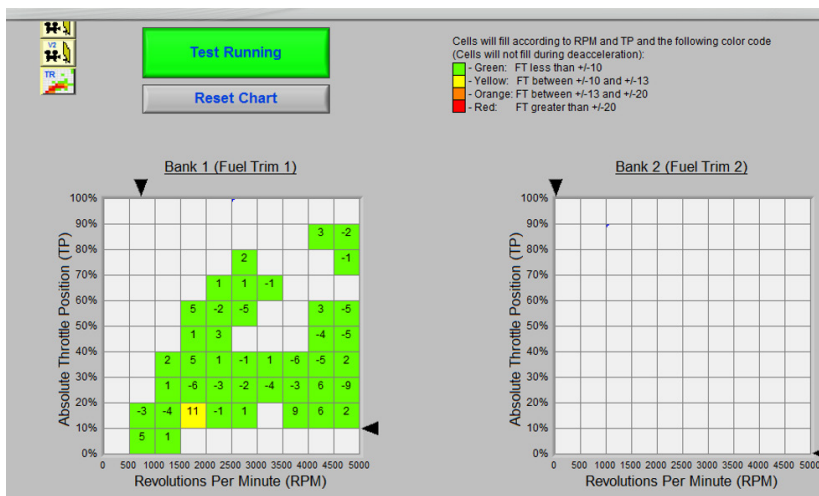 V2
TR
Test Running
Reset Chart
Cells will fill according to RPM and TP and the following color code
(Cells will not fill during deacceleration):
- Green: FT less than +/-10
- Yellow: FT between +/-10 and +/-13
- Orange: FT between +/-13 and +/-20
- Red: FT greater than +/-20
Bank 1 (Fuel Trim 1)
Absolute Throttle Position (TP)
100%
90%
3 -2
80%
2 -1
70%
1 1 -1
60%
5 -2 -5 3 -5
50%
1 3 -4 -5
40%
2 5 1 -1 1 -6 -5 2
30%
1 -6 -3 -2 -4 -3 6 -9
20%
-3 -4 11 -1 1 9 6 2
10%
5 1
0%
0 500 1000 1500 2000 2500 3000 3500 4000 4500 5000
Revolutions Per Minute (RPM)
Bank 2 (Fuel Trim 2)
Absolute Throttle Position (TP)
100%
90%
80%
70%
60%
50%
40%
30%
20%
10%
0%
0 500 1000 1500 2000 2500 3000 3500 4000 4500 5000
Revolutions Per Minute (RPM)